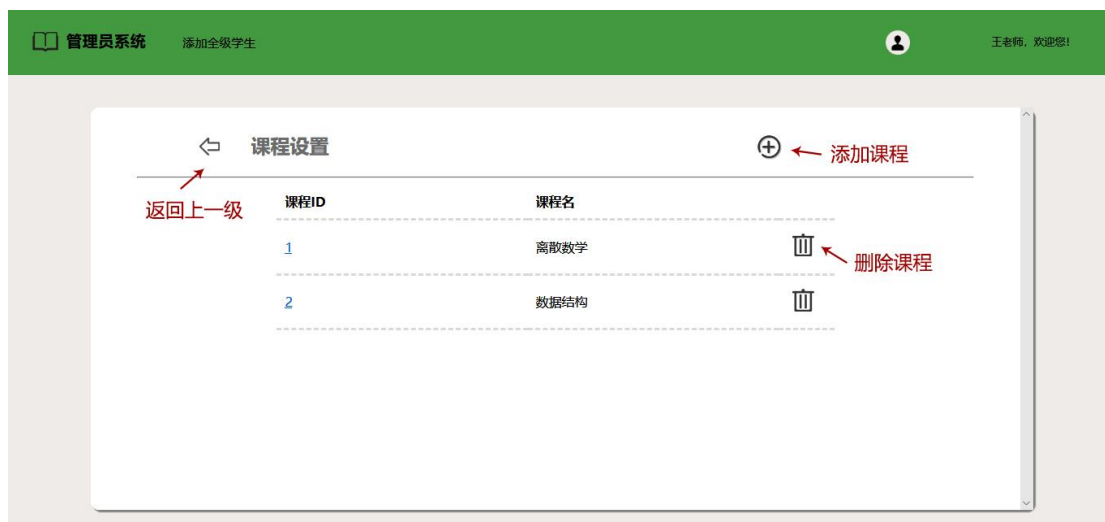 管理员系统 添加全级学生 王老师, 欢迎您!
课程设置 添加课程
返回上一级
课程ID 课程名
1 离散数学
删除课程
2 数据结构